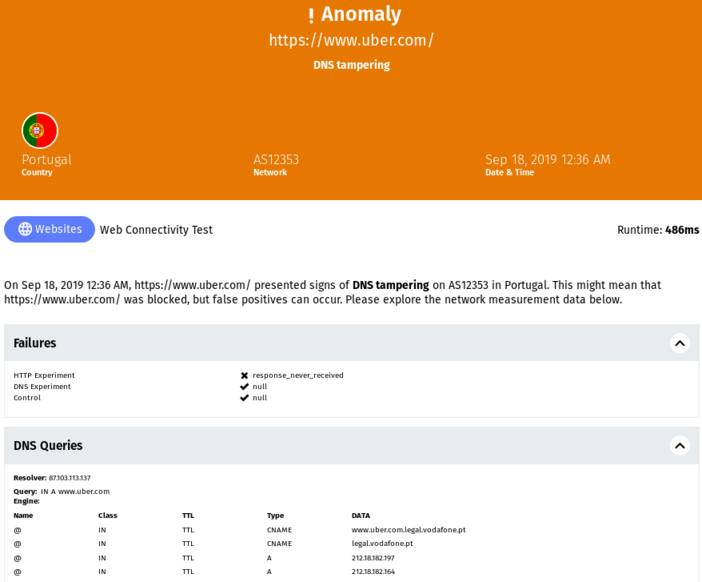 ! Anomaly
https://www.uber.com/
DNS tampering
Portugal AS12353 Sep 18, 2019 12:36 AM
Country Network Date & Time
Websites Web Connectivity Test Runtime: 486ms
On Sep 18, 2019 12:36 AM, https://www.uber.com/ presented signs of DNS tampering on AS12353 in Portugal. This might mean that
https://www.uber.com/ was blocked, but false positives can occur. Please explore the network measurement data below.
Failures
HTTP Experiment ✖ response_never_received
DNS Experiment ✔ null
Control ✔ null
DNS Queries
Resolver: 87.103.113.137
Query: IN A www.uber.com
Engine:
Name Class TTL Type DATA
@ IN TTL CNAME www.uber.com.legal.vodafone.pt
@ IN TTL CNAME legal.vodafone.pt
@ IN TTL A 212.18.182.197
@ IN TTL A 212.18.182.164